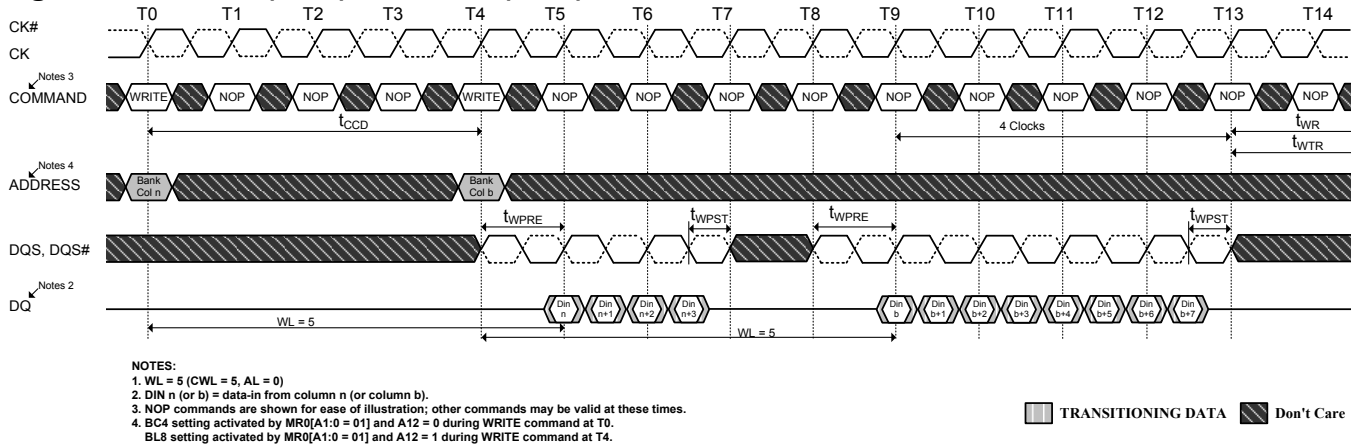 T0 T1 T2 T3 T4 T5 T6 T7 T8 T9 T10 T11 T12 T13 T14
CK#
CK
Notes 3
COMMAND
WRITE NOP NOP NOP WRITE NOP NOP NOP NOP NOP NOP NOP NOP NOP NOP
tCCD
4 Clocks
tWR
tWTR
Notes 4
ADDRESS
Bank Bank
Col n Col b
tWPRE tWPST tWPRE tWPST
DQS, DQS#
Notes 2
DQ
Din Din Din Din Din Din Din Din Din Din Din Din
n n+1 n+2 n+3 b b+1 b+2 b+3 b+4 b+5 b+6 b+7
WL = 5 WL = 5
NOTES:
1. WL = 5 (CWL = 5, AL = 0)
2. DIN n (or b) = data-in from column n (or column b).
3. NOP commands are shown for ease of illustration; other commands may be valid at these times.
4. BC4 setting activated by MR0[A1:0 = 01] and A12 = 0 during WRITE command at T0.
BL8 setting activated by MR0[A1:0 = 01] and A12 = 1 during WRITE command at T4.
TRANSITIONING DATA Don't Care